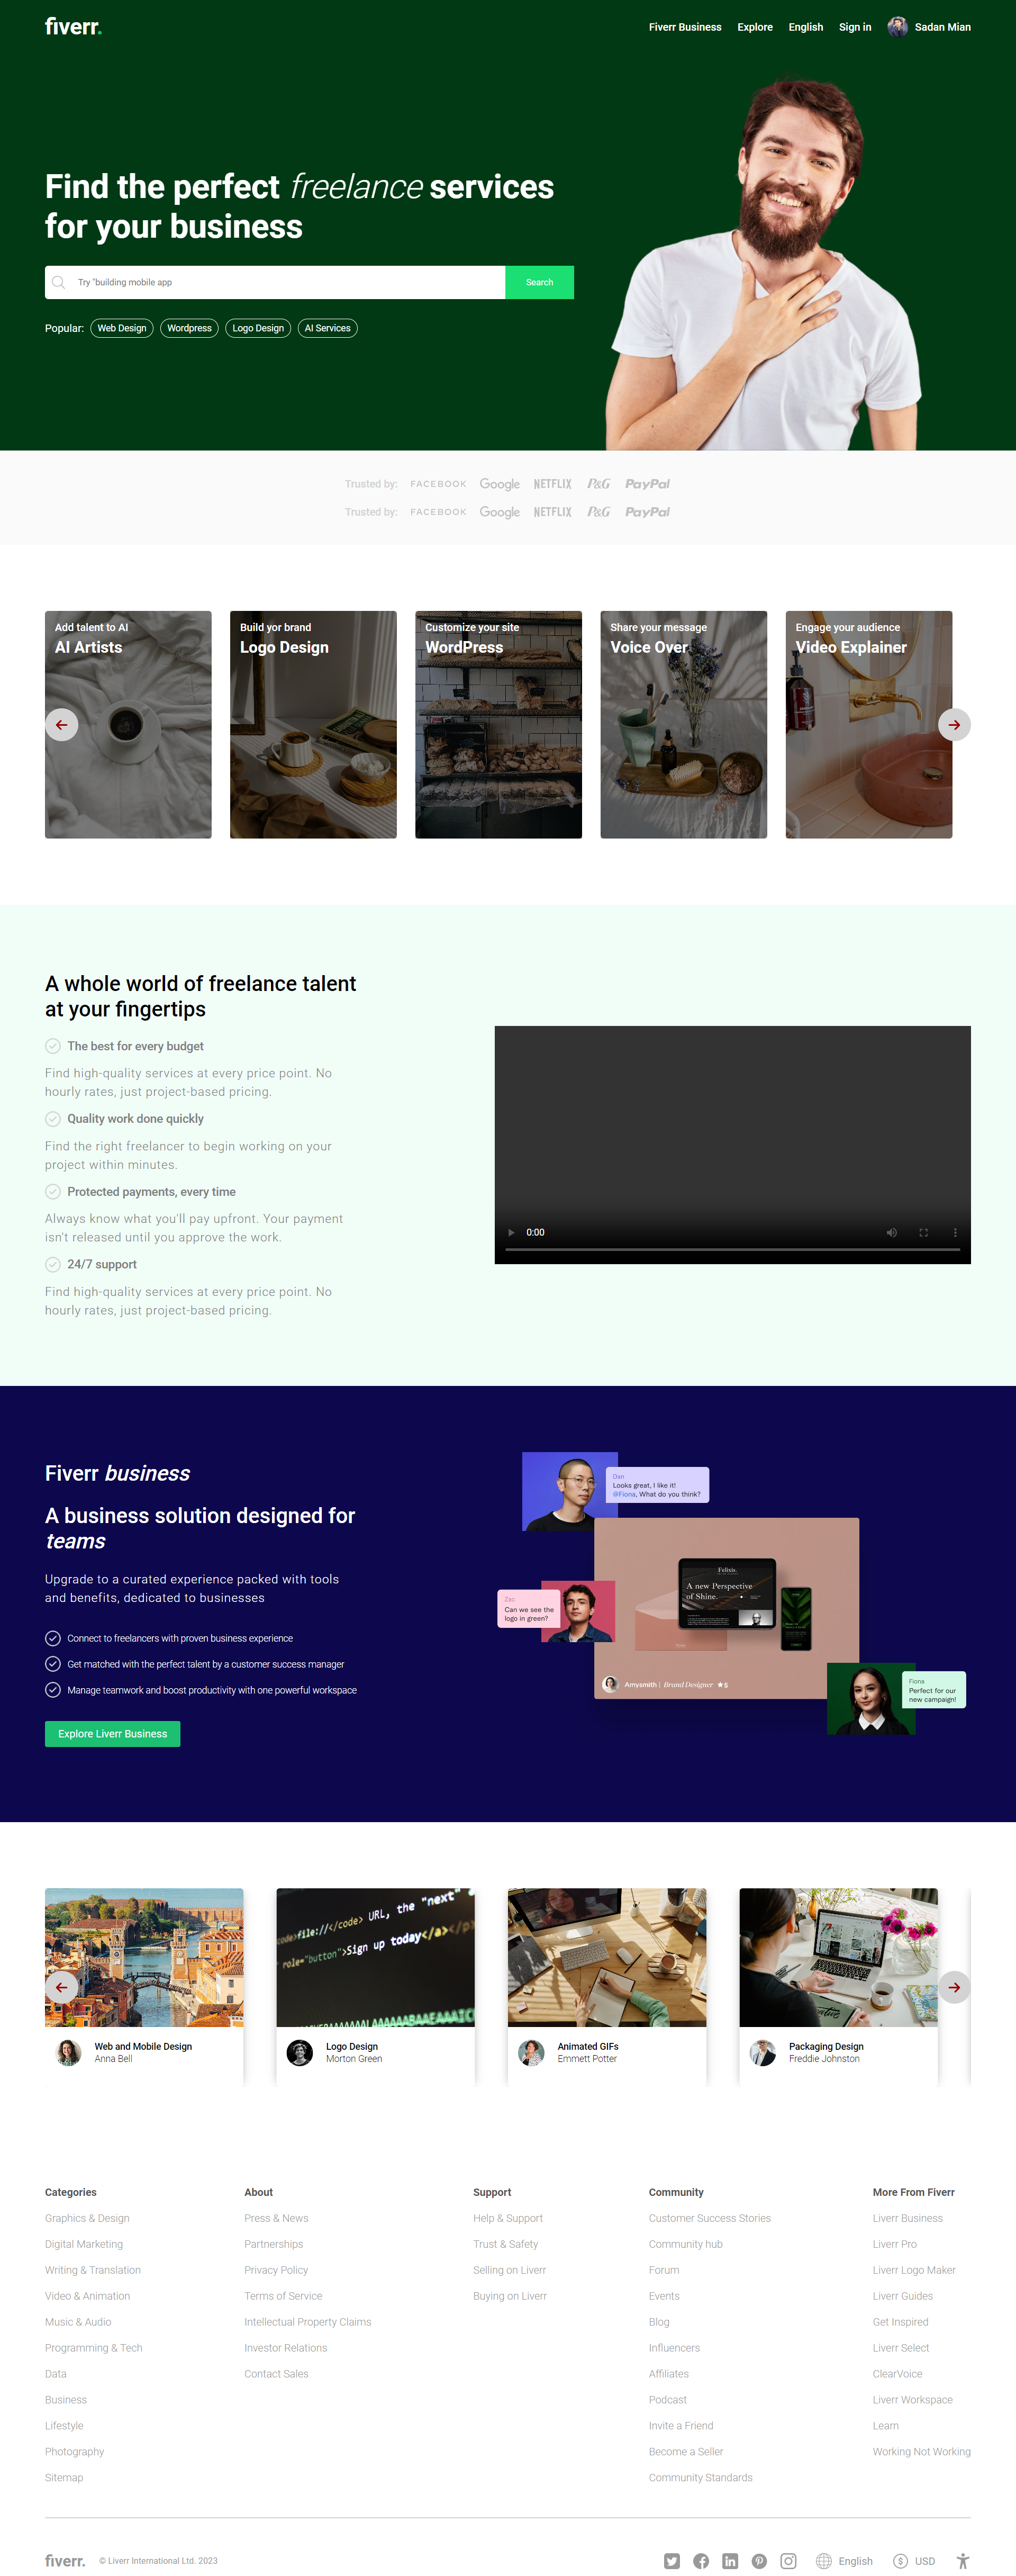 fiverr.
Fiverr Business Explore English Sign in Sadan Mian
Find the perfect freelance services
for your business
Try "building mobile app
Search
Popular: Web Design Wordpress Logo Design AI Services
Trusted by: FACEBOOK Google NETFLIX P&G PayPal
Trusted by: FACEBOOK Google NETFLIX P&G PayPal
Add talent to AI
AI Artists
Build yor brand
Logo Design
Customize your site
WordPress
Share your message
Voice Over
Engage your audience
Video Explainer
A whole world of freelance talent
at your fingertips
The best for every budget
Find high-quality services at every price point. No
hourly rates, just project-based pricing.
Quality work done quickly
Find the right freelancer to begin working on your
project within minutes.
Protected payments, every time
Always know what you'll pay upfront. Your payment
isn't released until you approve the work.
24/7 support
Find high-quality services at every price point. No
hourly rates, just project-based pricing.
0:00
Fiverr business
A business solution designed for
teams
Upgrade to a curated experience packed with tools
and benefits, dedicated to businesses
Connect to freelancers with proven business experience
Get matched with the perfect talent by a customer success manager
Manage teamwork and boost productivity with one powerful workspace
Explore Liverr Business
Dan
Looks great, I like it!
@Fiona, What do you think?
Zac
Can we see the
logo in green?
Felixis.
A new Perspective
of Shine.
Amysmith | Brand Designer ★5
Fiona
Perfect for our
new campaign!
Web and Mobile Design
Anna Bell
code>file://</code> URL, the "next"
role="button">Sign up today</a>
Logo Design
Morton Green
Animated GIFs
Emmett Potter
Packaging Design
Freddie Johnston
Categories
Graphics & Design
Digital Marketing
Writing & Translation
Video & Animation
Music & Audio
Programming & Tech
Data
Business
Lifestyle
Photography
Sitemap
About
Press & News
Partnerships
Privacy Policy
Terms of Service
Intellectual Property Claims
Investor Relations
Contact Sales
Support
Help & Support
Trust & Safety
Selling on Liverr
Buying on Liverr
Community
Customer Success Stories
Community hub
Forum
Events
Blog
Influencers
Affiliates
Podcast
Invite a Friend
Become a Seller
Community Standards
More From Fiverr
Liverr Business
Liverr Pro
Liverr Logo Maker
Liverr Guides
Get Inspired
Liverr Select
ClearVoice
Liverr Workspace
Learn
Working Not Working
fiverr. © Liverr International Ltd. 2023 English USD